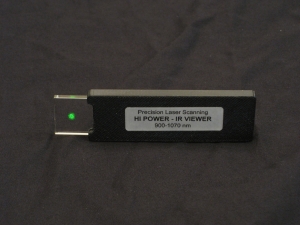 Precision Laser Scanning
HI POWER - IR VIEWER
900-1070 nm